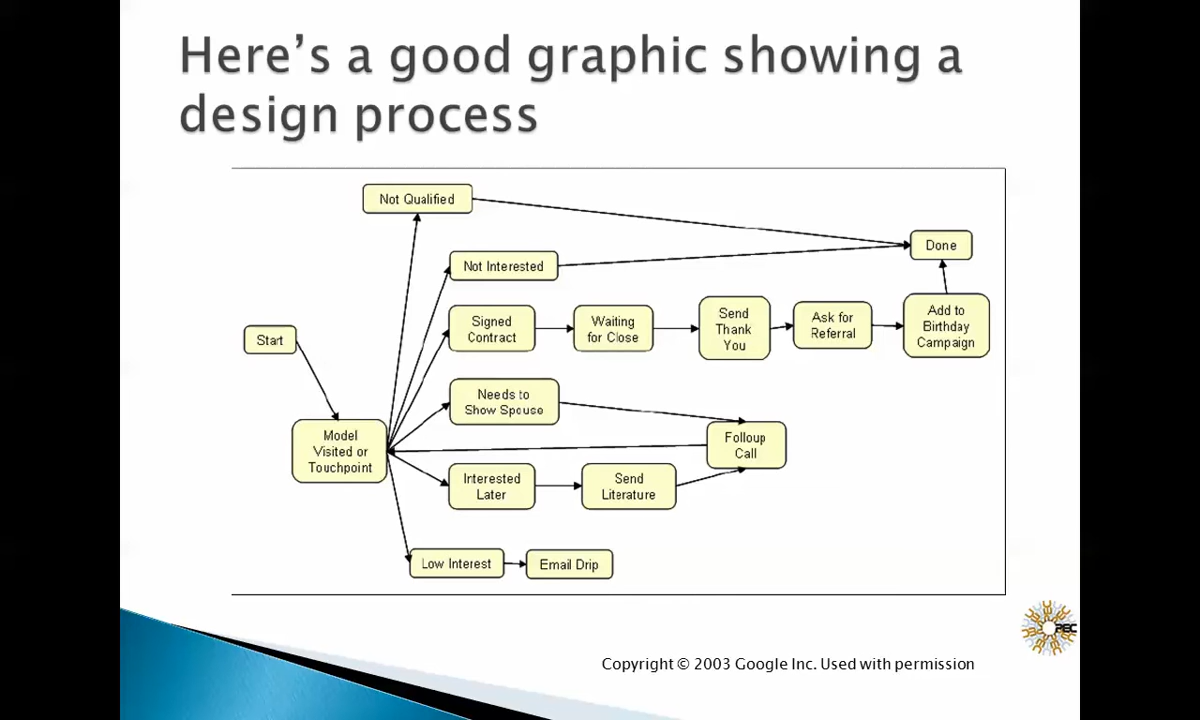 Here's a good graphic showing a
design process
Not Qualified
Done
Not Interested
Signed
Contract
Waiting
for Close
Send
Thank
You
Ask for
Referral
Add to
Birthday
Campaign
Start
Needs to
Show Spouse
Model
Visited or
Touchpoint
Folloup
Call
Interested
Later
Send
Literature
Low Interest
Email Drip
PEC
Copyright © 2003 Google Inc. Used with permission